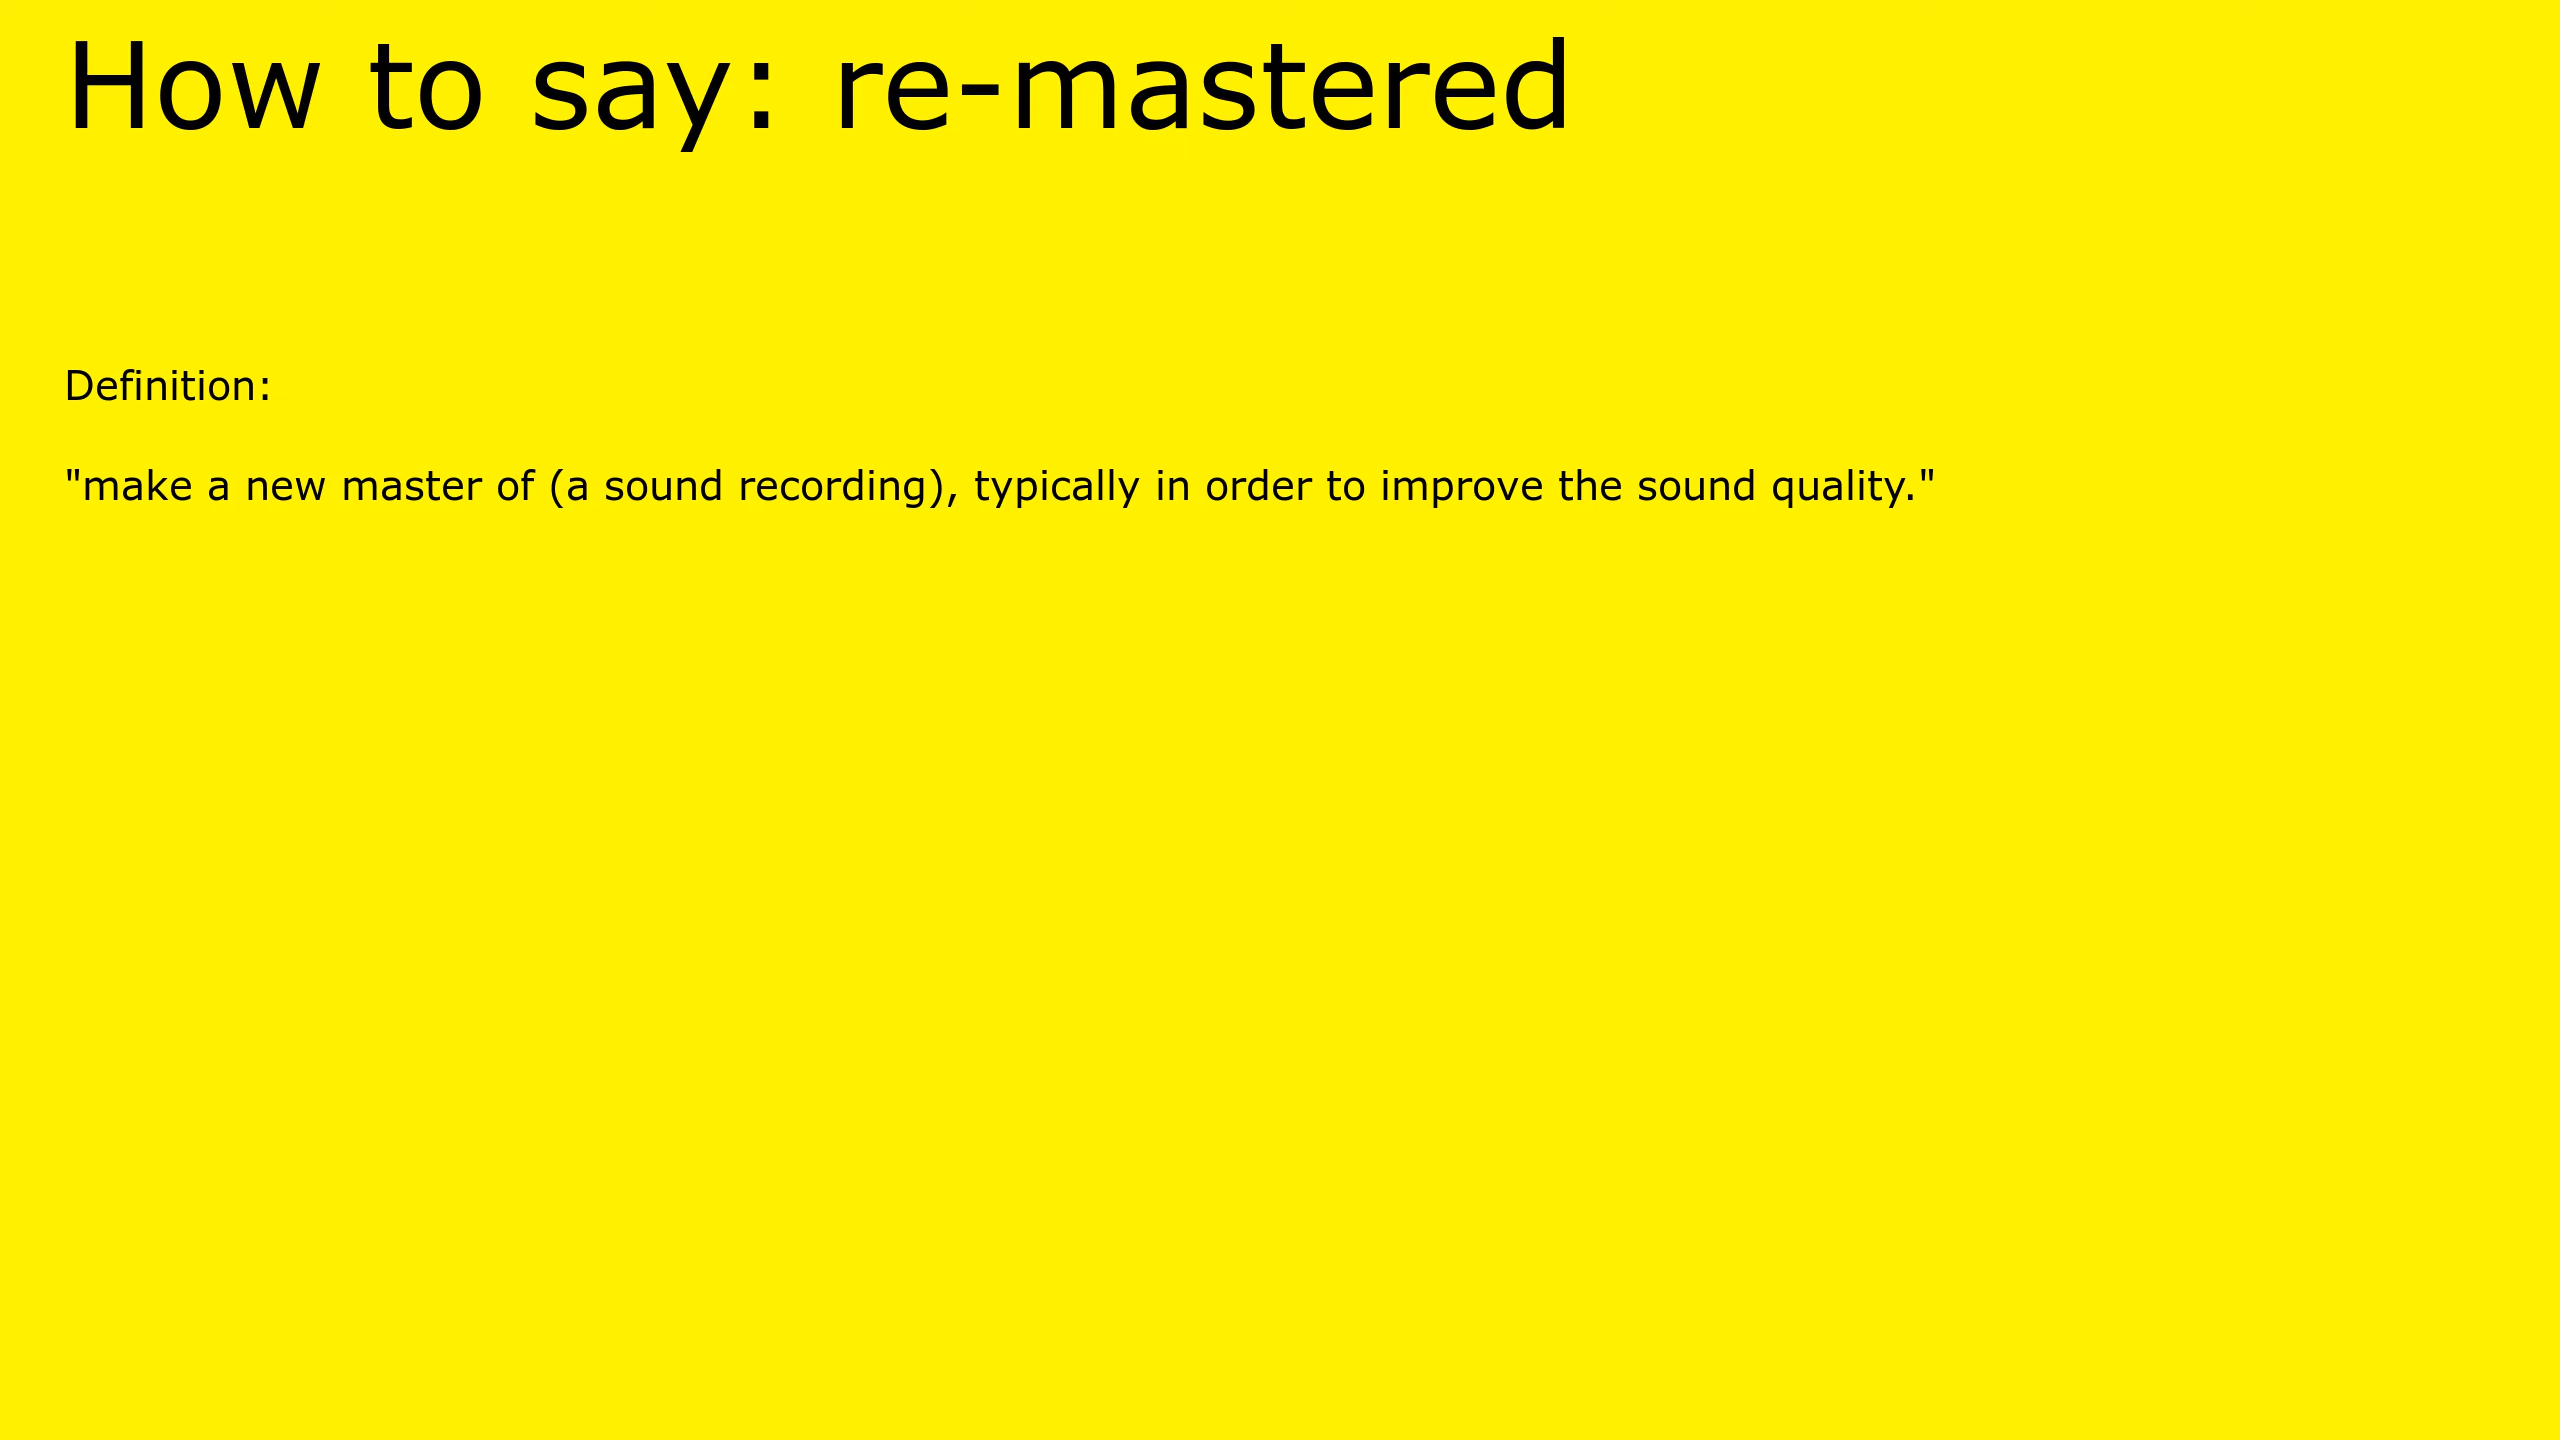 How to say: re-mastered
Definition:
"make a new master of (a sound recording), typically in order to improve the sound quality."